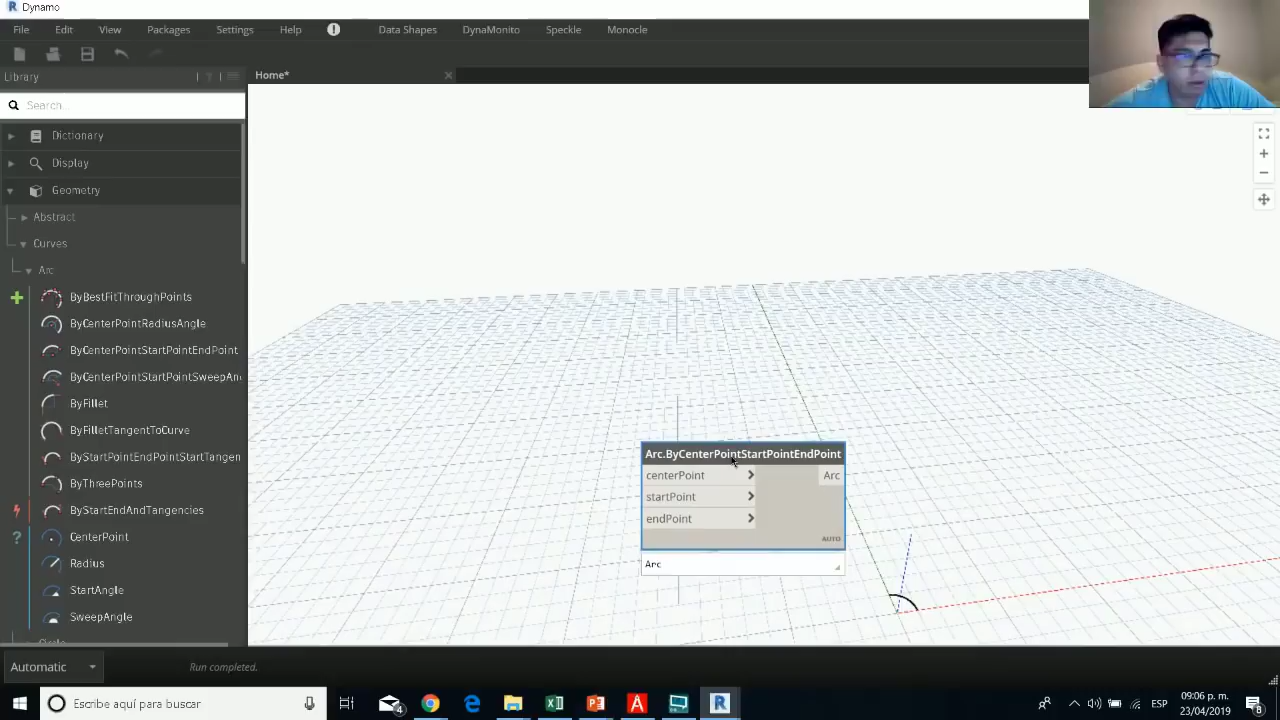 Dynamo
File Edit View Packages Settings Help ! Data Shapes DynaMonito Speckle Monocle
Library
Home*
Search...
Dictionary
Display
Geometry
Abstract
Curves
Arc
ByBestFitThroughPoints
ByCenterPointRadiusAngle
ByCenterPointStartPointEndPoint
ByCenterPointStartPointSweepAn
ByFillet
ByFilletTangentToCurve
ByStartPointEndPointStartTangen
ByThreePoints
ByStartEndAndTangencies
CenterPoint
Radius
StartAngle
SweepAngle
Arc.ByCenterPointStartPointEndPoint
centerPoint > Arc
startPoint >
endPoint >
AUTO
Arc
Automatic Run completed.
Escribe aquí para buscar
4
ESP
09:06 p. m.
23/04/2019
8